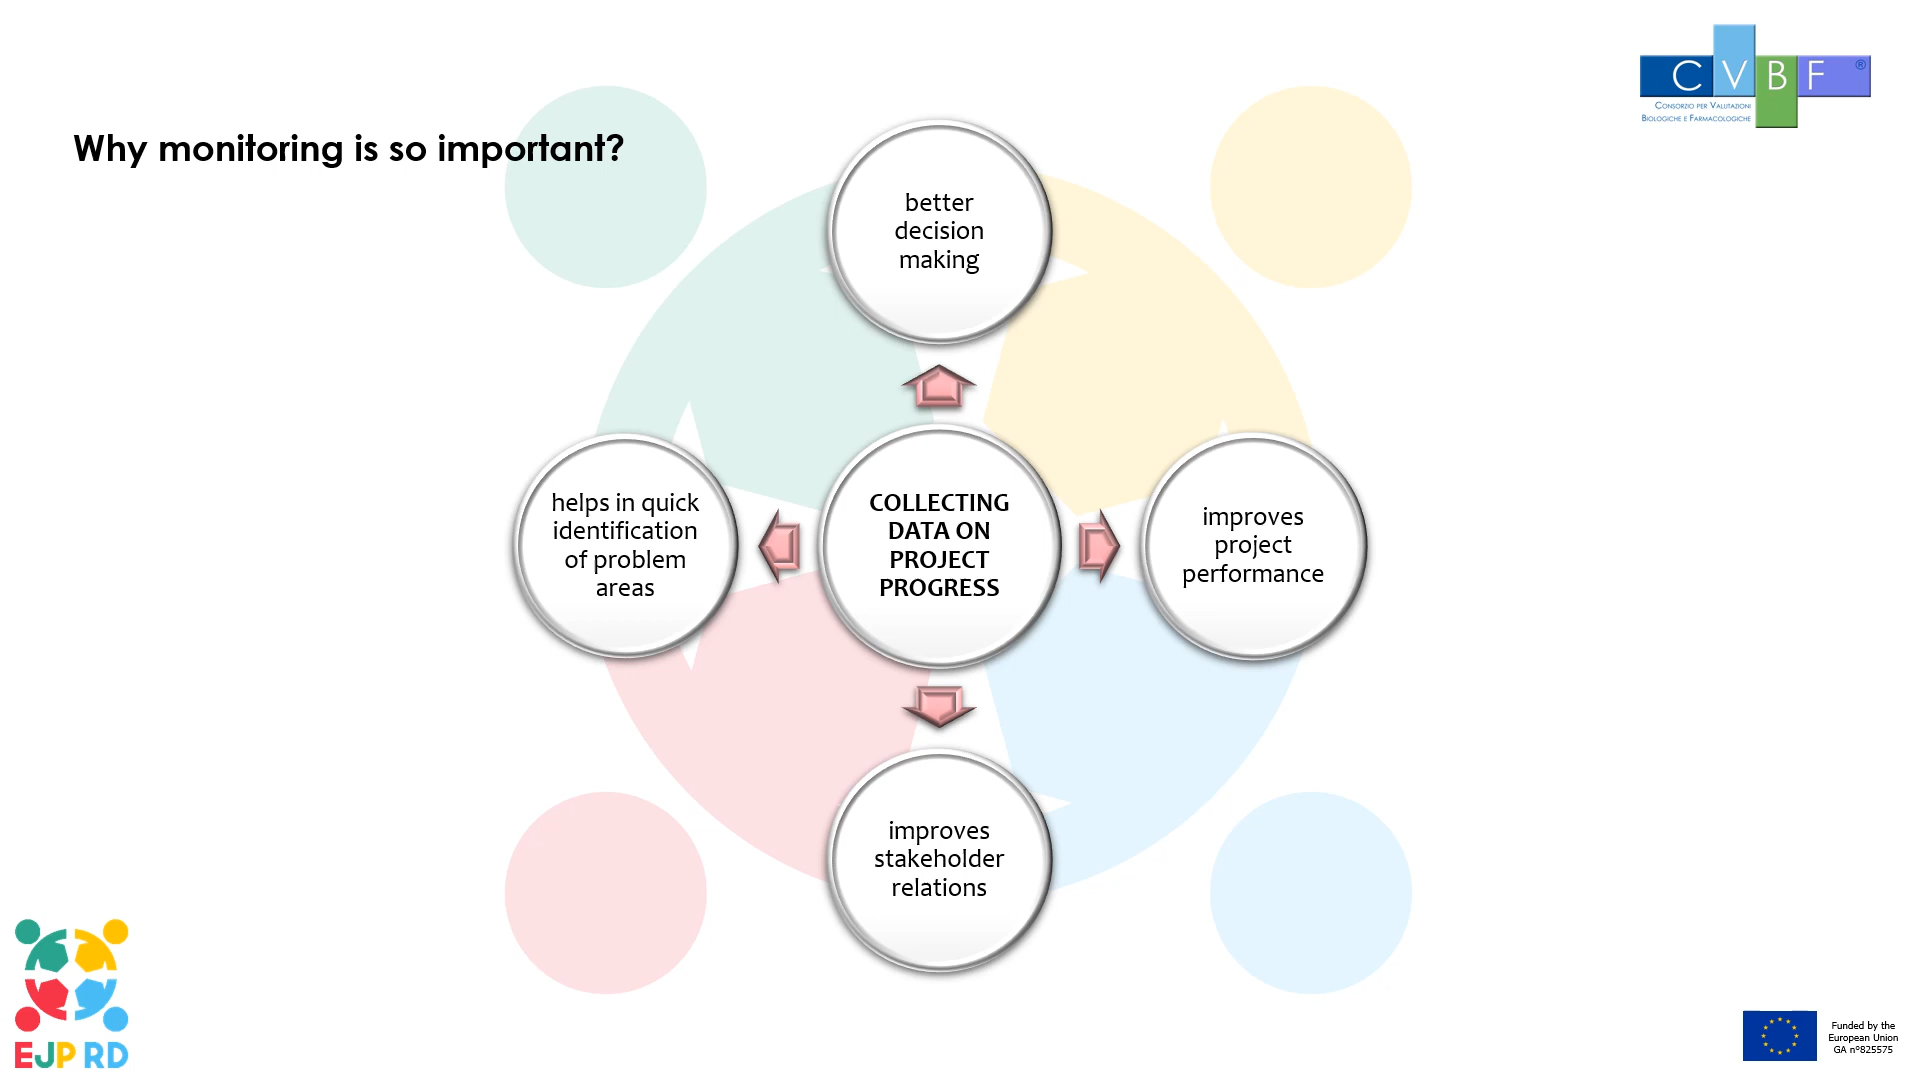 C V B F ®
CONSORZIO PER VALUTAZIONI
BIOLOGICHE E FARMACOLOGICHE
Why monitoring is so important?
better
decision
making
helps in quick
identification
of problem
areas
COLLECTING
DATA ON
PROJECT
PROGRESS
improves
project
performance
improves
stakeholder
relations
EJP RD
Funded by the
European Union
GA n°825575